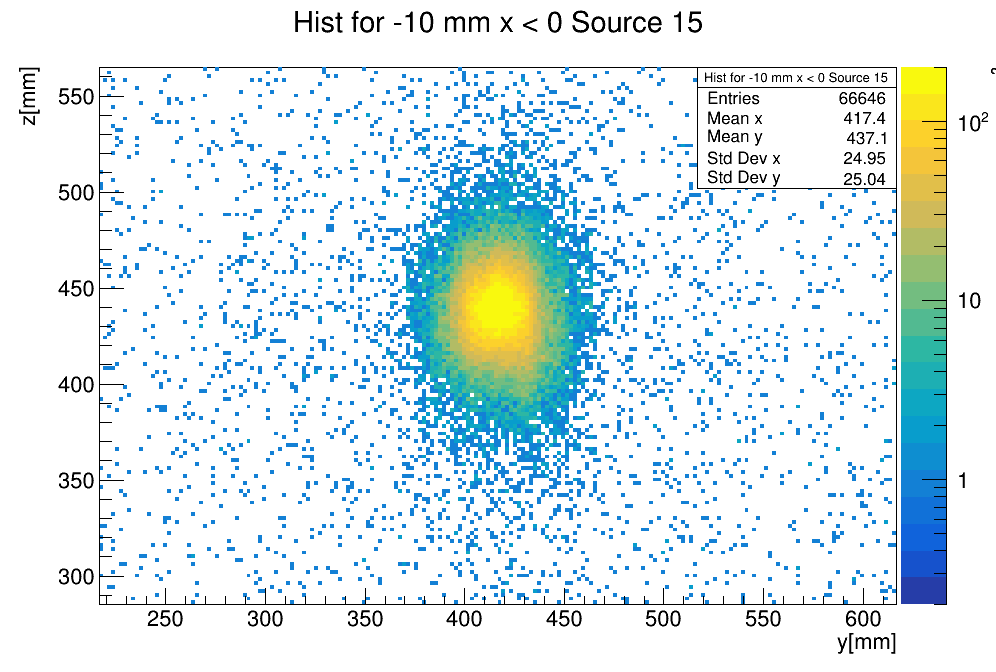 Hist for -10 mm x < 0 Source 15
z[mm]
550
500
450
400
350
300
Hist for -10 mm x < 0 Source 15
Entries 66646
Mean x 417.4
Mean y 437.1
Std Dev x 24.95
Std Dev y 25.04
10²
10
1
250 300 350 400 450 500 550 600
y[mm]